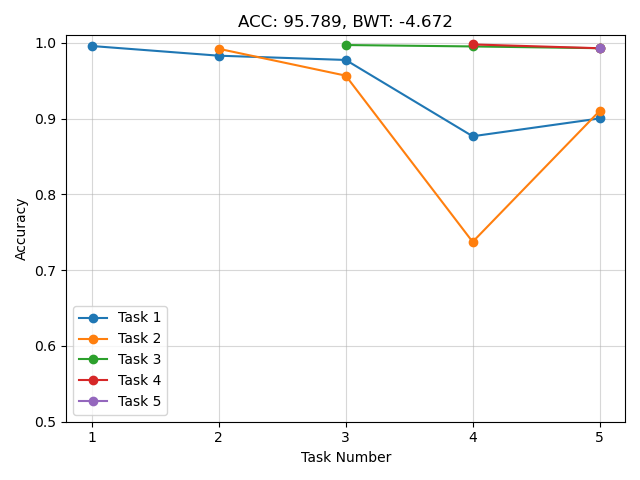 ACC: 95.789, BWT: -4.672
1.0
0.9
0.8
0.7
0.6
0.5
Accuracy
Task 1
Task 2
Task 3
Task 4
Task 5
1 2 3 4 5
Task Number